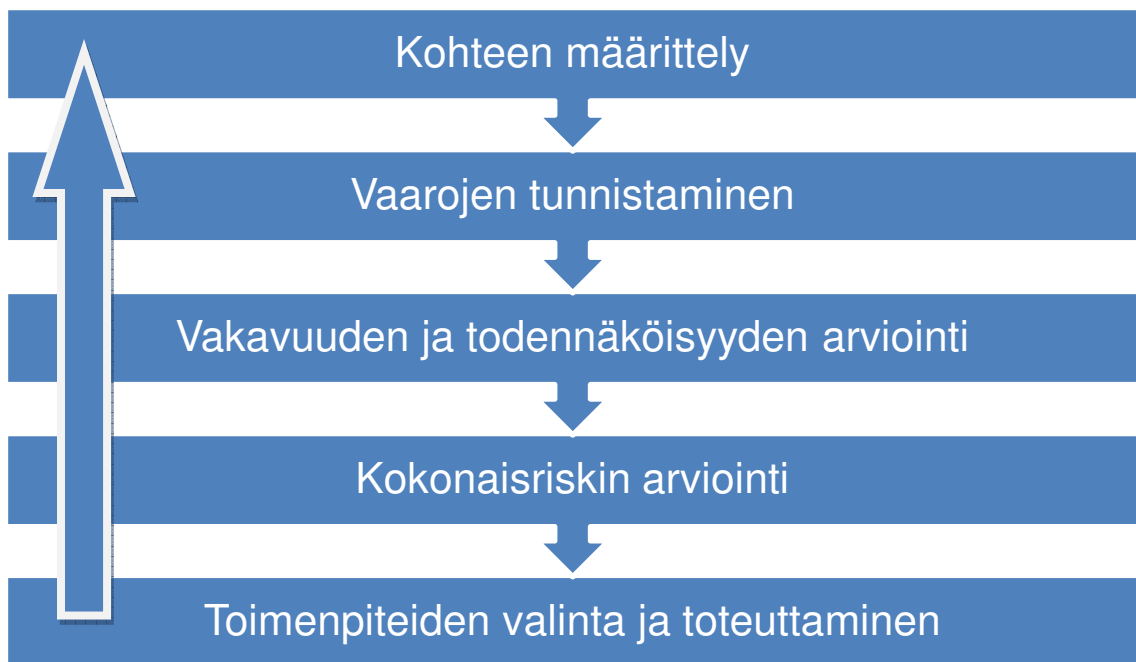 Kohteen määrittely
Vaarojen tunnistaminen
Vakavuuden ja todennäköisyyden arviointi
Kokonaisriskin arviointi
Toimenpiteiden valinta ja toteuttaminen